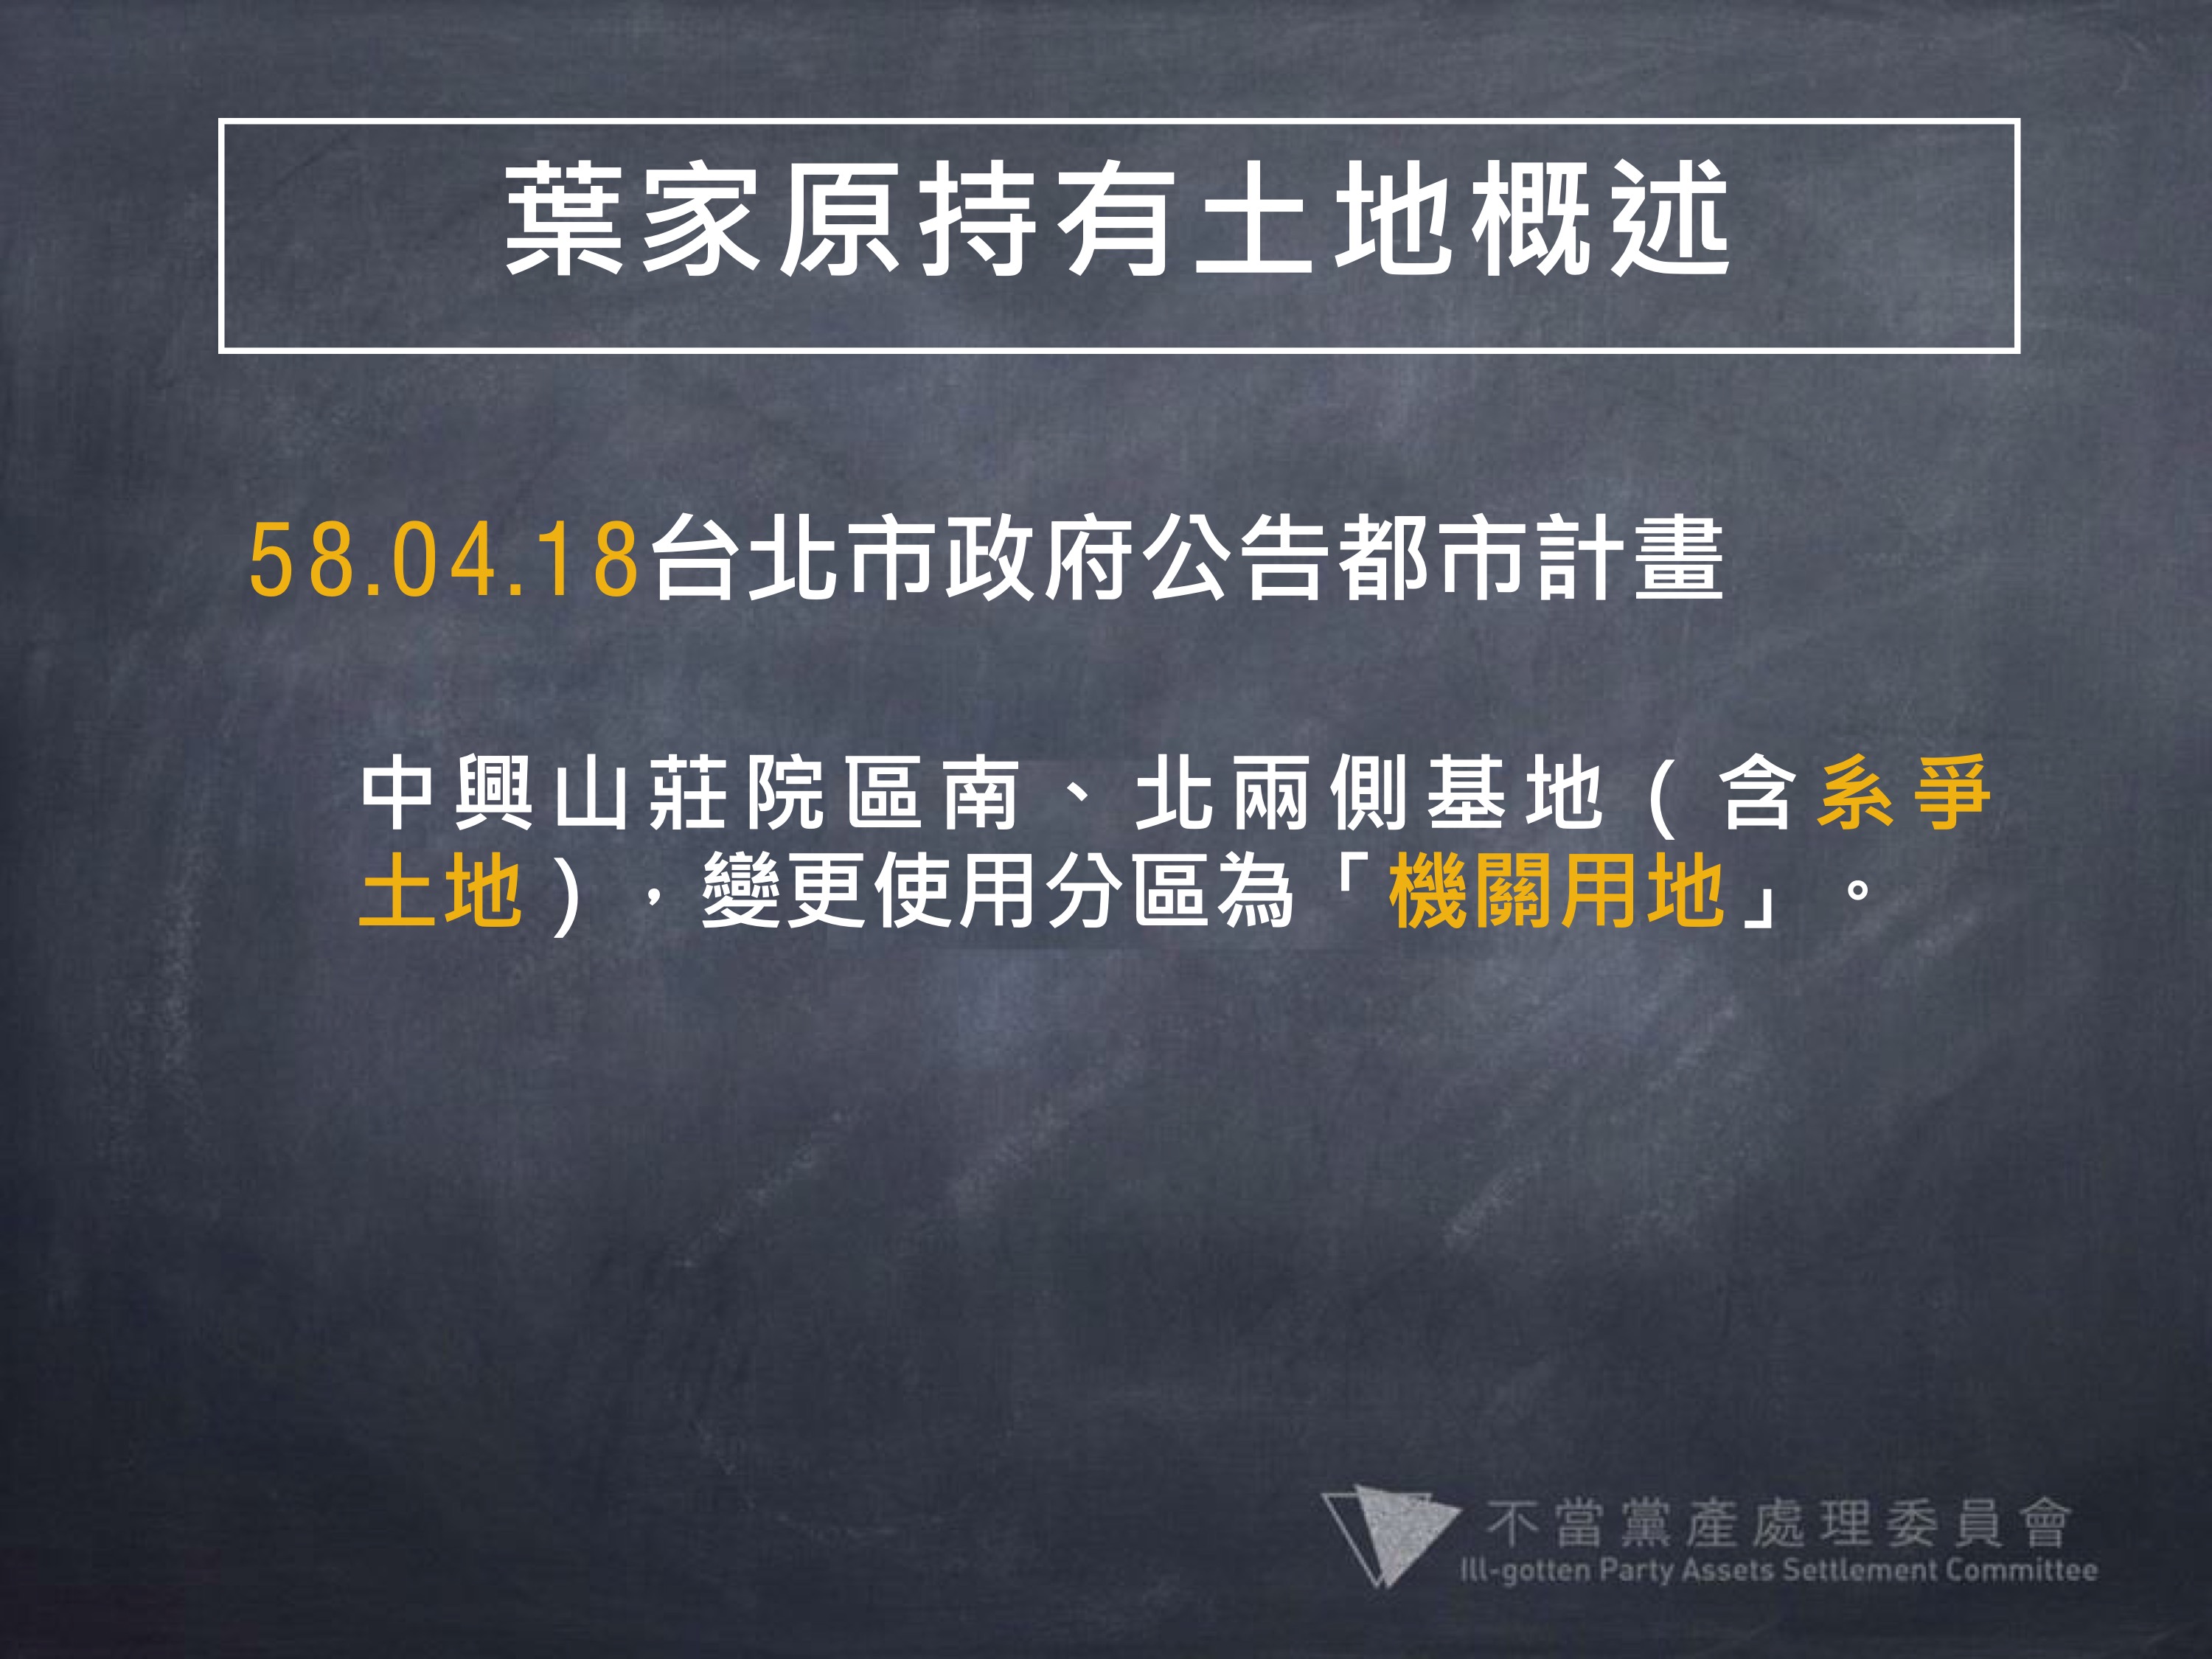 葉家原持有土地概述
58.04.18台北市政府公告都市計畫
中興山莊院區南、北兩側基地（含系爭
土地），變更使用分區為「機關用地」。
不當黨產處理委員會
Ill-gotten Party Assets Settlement Committee